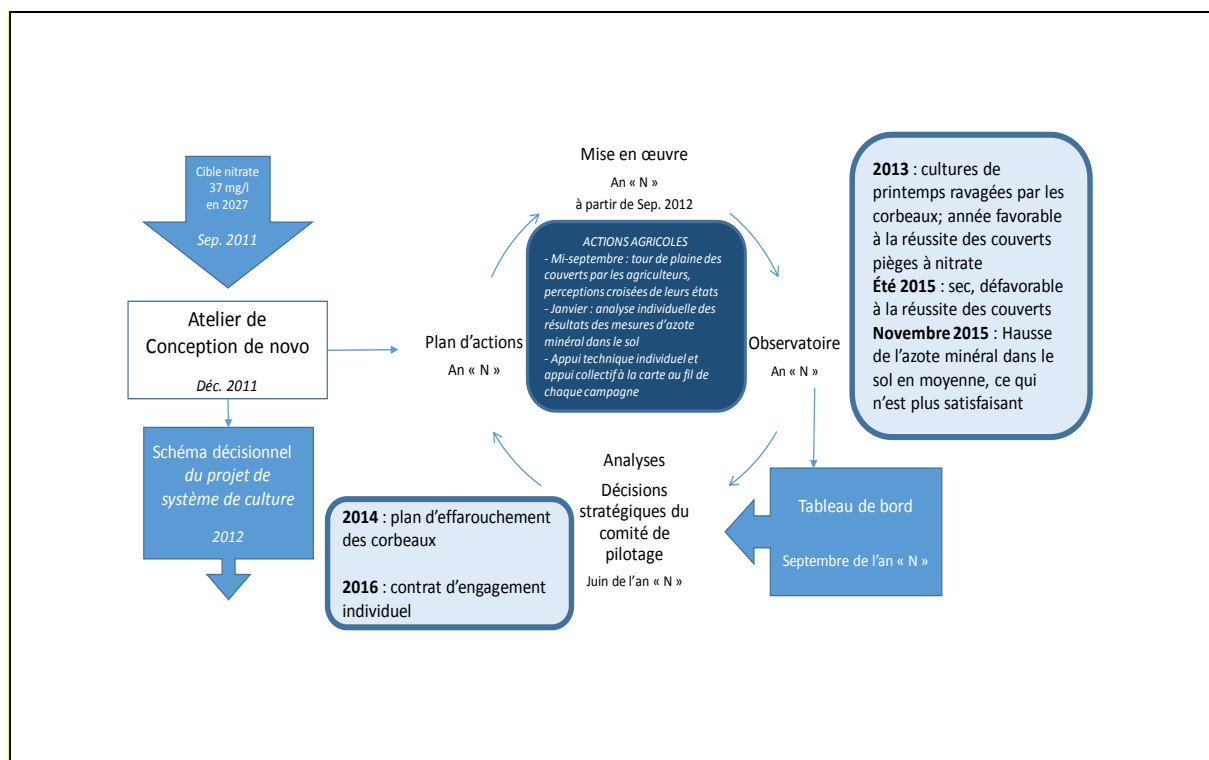 Cible nitrate
37 mg/l
en 2027
Sep. 2011
Atelier de
Conception de novo
Déc. 2011
Schéma décisionnel
du projet de
système de culture
2012
Plan d’actions
An « N »
Mise en œuvre
An « N »
à partir de Sep. 2012
ACTIONS AGRICOLES
- Mi-septembre : tour de plaine des
couverts par les agriculteurs,
perceptions croisées de leurs états
- Janvier : analyse individuelle des
résultats des mesures d’azote
minéral dans le sol
- Appui technique individuel et
appui collectif à la carte au fil de
chaque campagne
Observatoire
An « N »
2013 : cultures de
printemps ravagées par les
corbeaux; année favorable
à la réussite des couverts
pièges à nitrate
Été 2015 : sec, défavorable
à la réussite des couverts
Novembre 2015 : Hausse
de l’azote minéral dans le
sol en moyenne, ce qui
n’est plus satisfaisant
Tableau de bord
Septembre de l’an « N »
Analyses
Décisions
stratégiques du
comité de
pilotage
Juin de l’an « N »
2014 : plan d’effarouchement
des corbeaux
2016 : contrat d’engagement
individuel